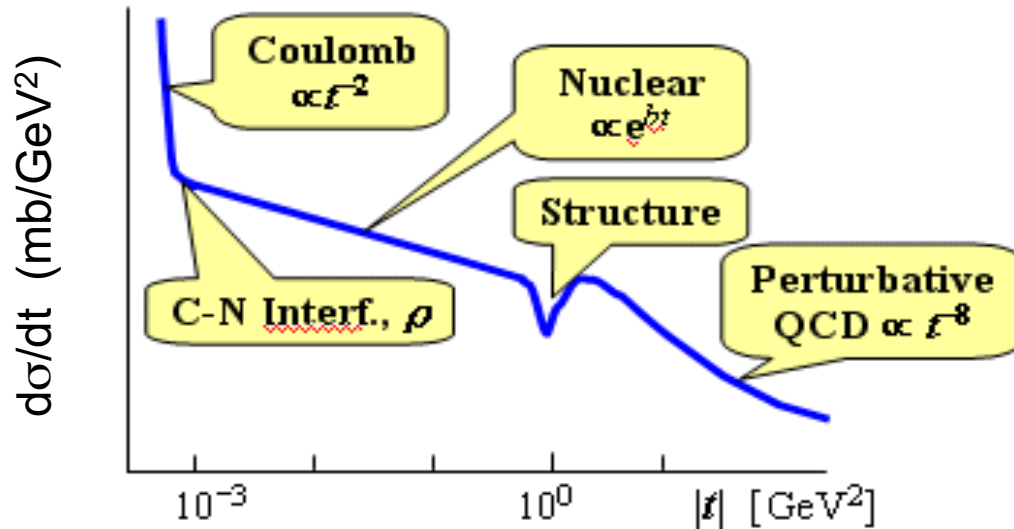 dσ/dt (mb/GeV²)
Coulomb
∝t⁻²
Nuclear
∝e^bt
Structure
Perturbative
QCD ∝ t⁻⁸
C-N Interf., ρ
10⁻³
10⁰
|t| [GeV²]